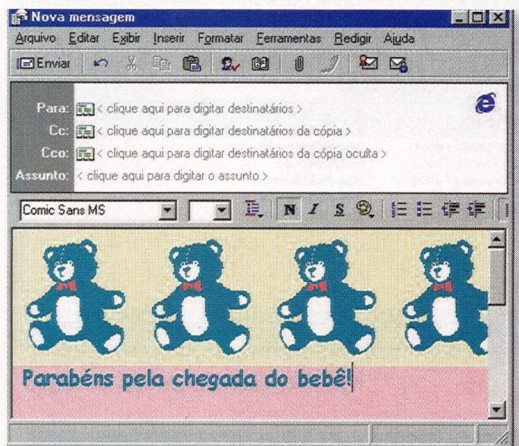 Nova mensagem
Arquivo Editar Exibir Inserir Formatar Ferramentas Redigir Ajuda
Enviar
Para: < clique aqui para digitar destinatários >
Cc: < clique aqui para digitar destinatários da cópia >
Cco: < clique aqui para digitar destinatários da cópia oculta >
Assunto: < clique aqui para digitar o assunto >
Comic Sans MS N I S
Parabéns pela chegada do bebê!